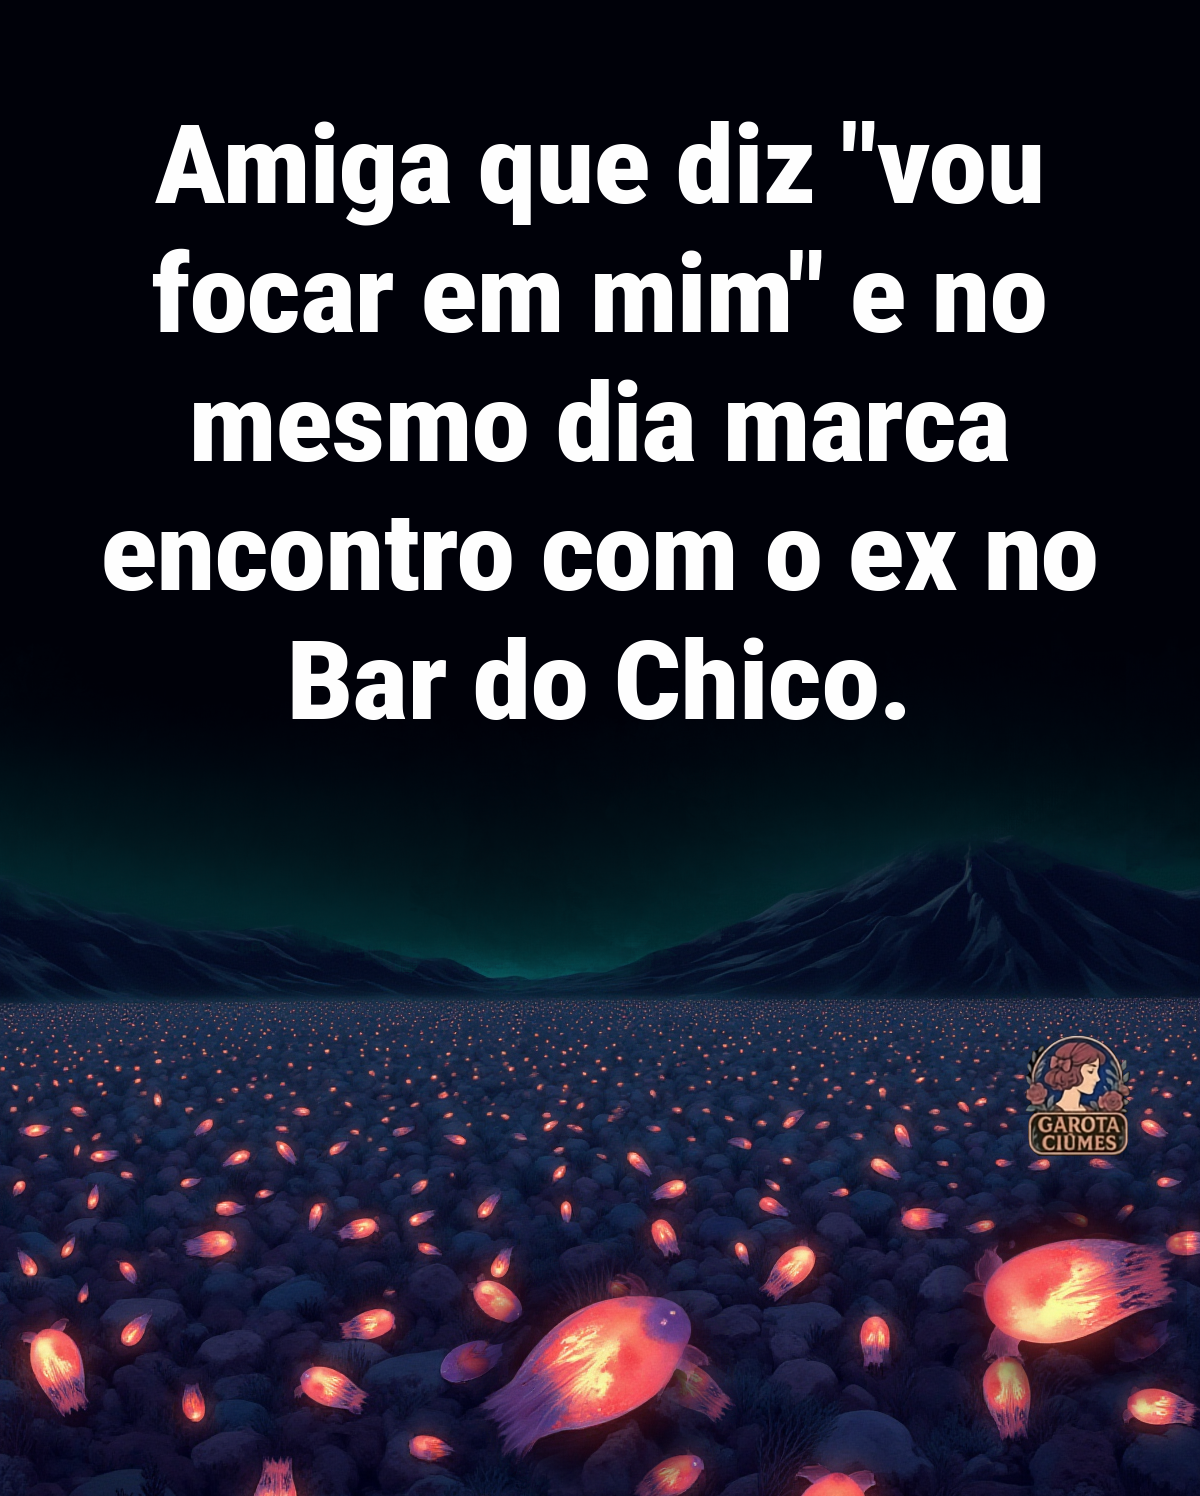 Amiga que diz "vou
focar em mim" e no
mesmo dia marca
encontro com o ex no
Bar do Chico.
GAROTA
CIÚMES